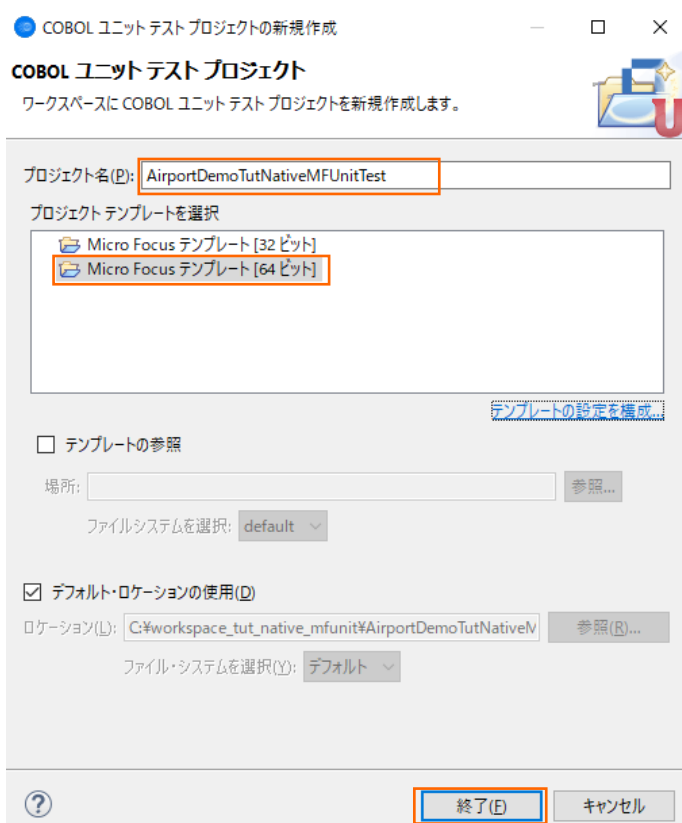 COBOL ユニット テスト プロジェクトの新規作成
COBOL ユニット テスト プロジェクト
ワークスペースに COBOL ユニット テスト プロジェクトを新規作成します。
プロジェクト名(P): AirportDemoTutNativeMFUnitTest
プロジェクト テンプレートを選択
Micro Focus テンプレート [32 ビット]
Micro Focus テンプレート [64 ビット]
テンプレートの設定を構成...
テンプレートの参照
場所: 参照...
ファイルシステムを選択: default
デフォルト・ロケーションの使用(D)
ロケーション(L): C:¥workspace_tut_native_mfunit¥AirportDemoTutNativeM 参照(R)...
ファイル・システムを選択(Y): デフォルト
? 終了(F) キャンセル